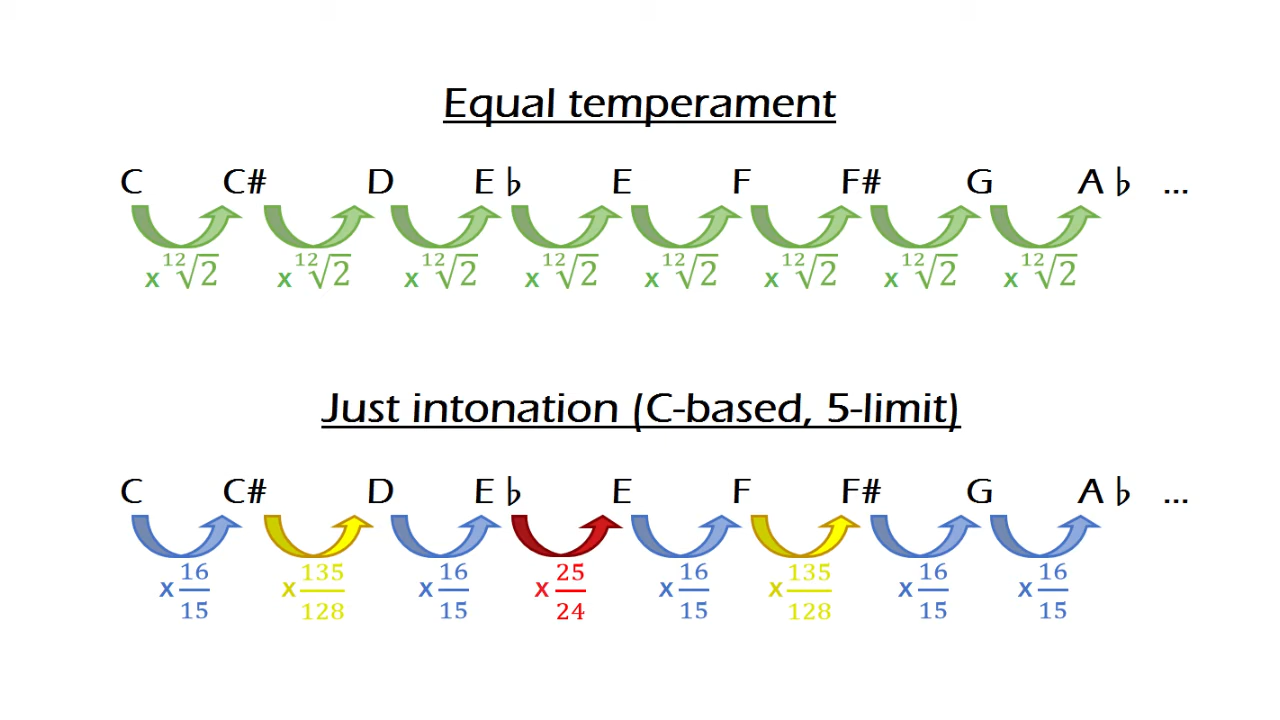 Equal temperament
C C# D E♭ E F F# G A♭ ...
x ¹²√2 x ¹²√2 x ¹²√2 x ¹²√2 x ¹²√2 x ¹²√2 x ¹²√2 x ¹²√2
Just intonation (C-based, 5-limit)
C C# D E♭ E F F# G A♭ ...
x 16/15 x 135/128 x 16/15 x 25/24 x 16/15 x 135/128 x 16/15 x 16/15